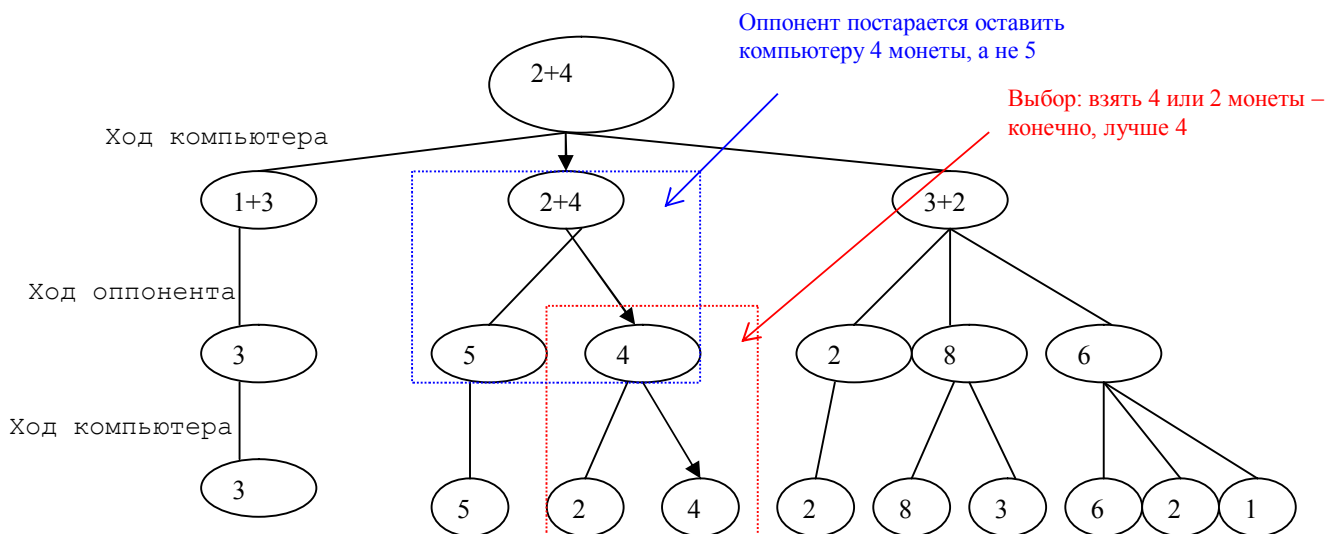 Оппонент постарается оставить
компьютеру 4 монеты, а не 5
2+4
Выбор: взять 4 или 2 монеты –
конечно, лучше 4
Ход компьютера
1+3 2+4 3+2
Ход оппонента
3 5 4 2 8 6
Ход компьютера
3 5 2 4 2 8 3 6 2 1